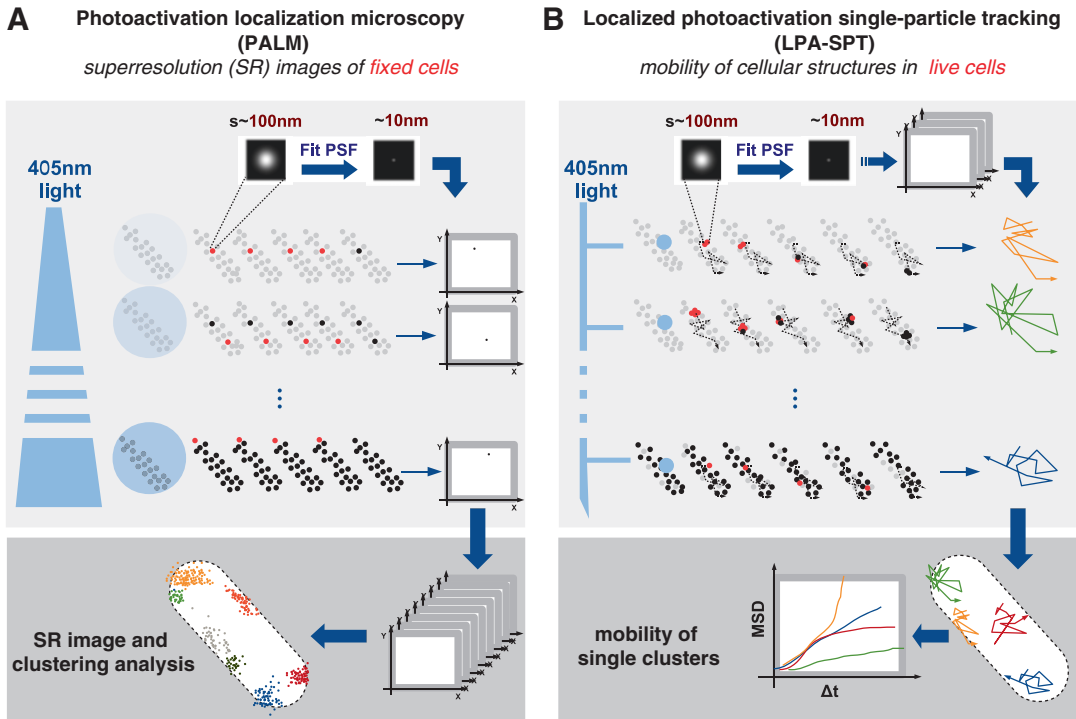 A
Photoactivation localization microscopy
(PALM)
superresolution (SR) images of fixed cells
s~100nm
~10nm
Fit PSF
405nm
light
Y
X
Y
X
Y
X
SR image and
clustering analysis
B
Localized photoactivation single-particle tracking
(LPA-SPT)
mobility of cellular structures in live cells
s~100nm
~10nm
Fit PSF
Y
X
405nm
light
mobility of
single clusters
MSD
Δt